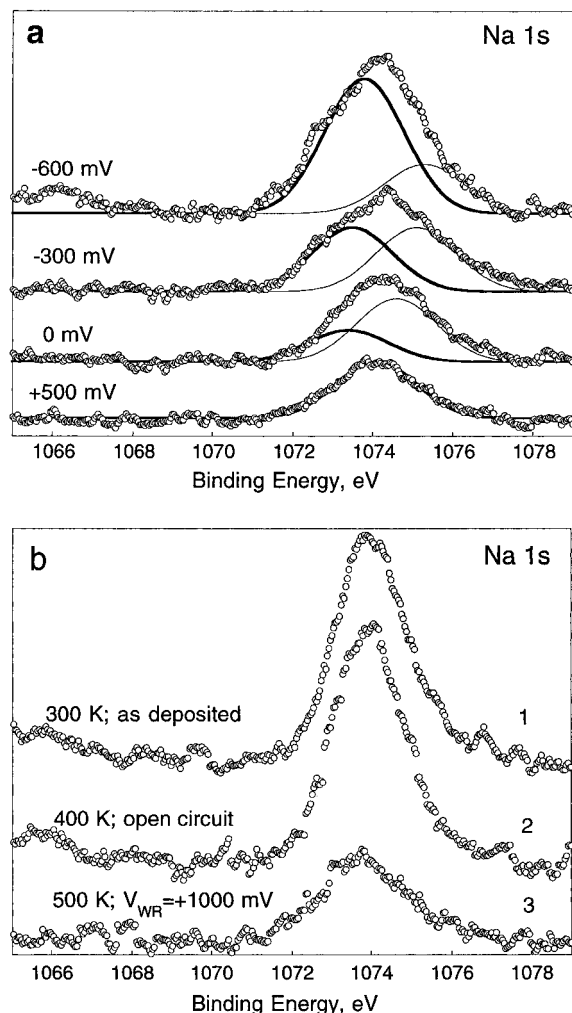 a
Na 1s
-600 mV
-300 mV
0 mV
+500 mV
1066 1068 1070 1072 1074 1076 1078
Binding Energy, eV
b
Na 1s
300 K; as deposited
1
400 K; open circuit
2
500 K; VWR=+1000 mV
3
1066 1068 1070 1072 1074 1076 1078
Binding Energy, eV